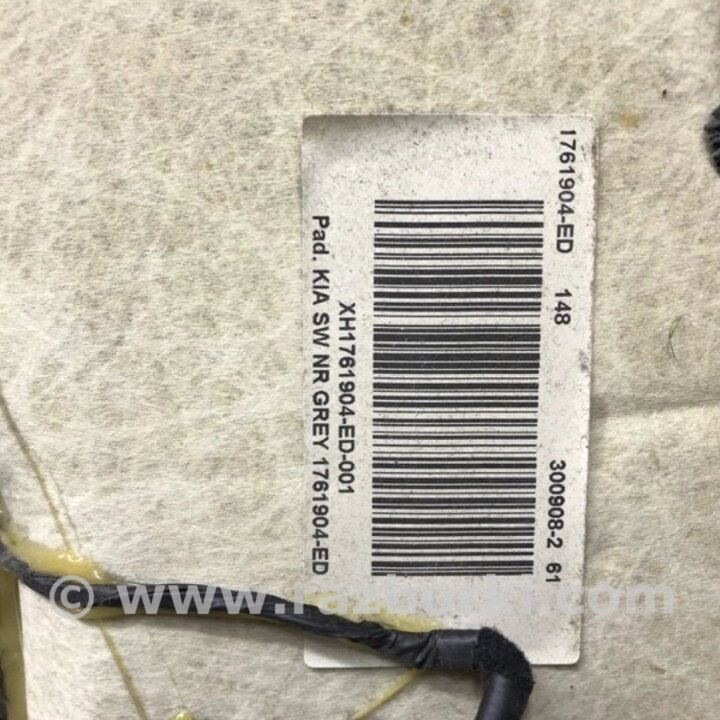 1761904-ED 148 300908-2 61
XH1761904-ED-001
Pad. KIA SW NR GREY 1761904-ED